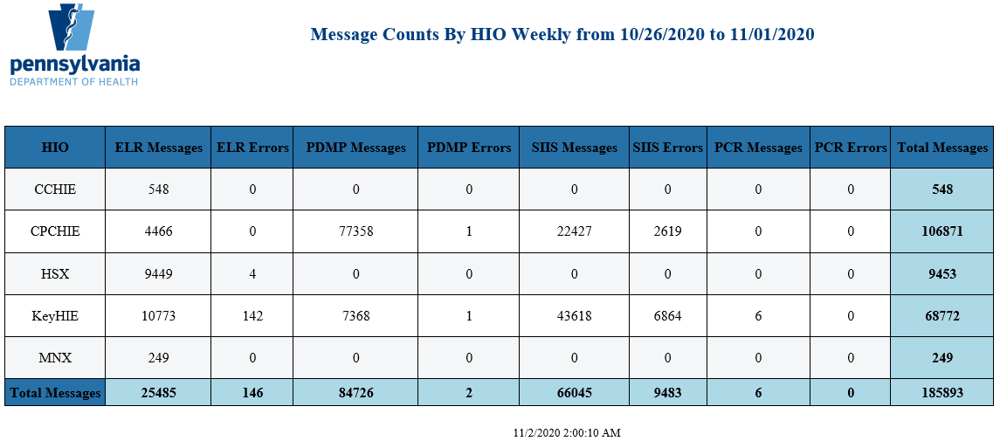 Message Counts By HIO Weekly from 10/26/2020 to 11/01/2020
pennsylvania
DEPARTMENT OF HEALTH
HIO ELR Messages ELR Errors PDMP Messages PDMP Errors SIIS Messages SIIS Errors PCR Messages PCR Errors Total Messages
CCHIE 548 0 0 0 0 0 0 0 548
CPCHIE 4466 0 77358 1 22427 2619 0 0 106871
HSX 9449 4 0 0 0 0 0 0 9453
KeyHIE 10773 142 7368 1 43618 6864 6 0 68772
MNX 249 0 0 0 0 0 0 0 249
Total Messages 25485 146 84726 2 66045 9483 6 0 185893
11/2/2020 2:00:10 AM